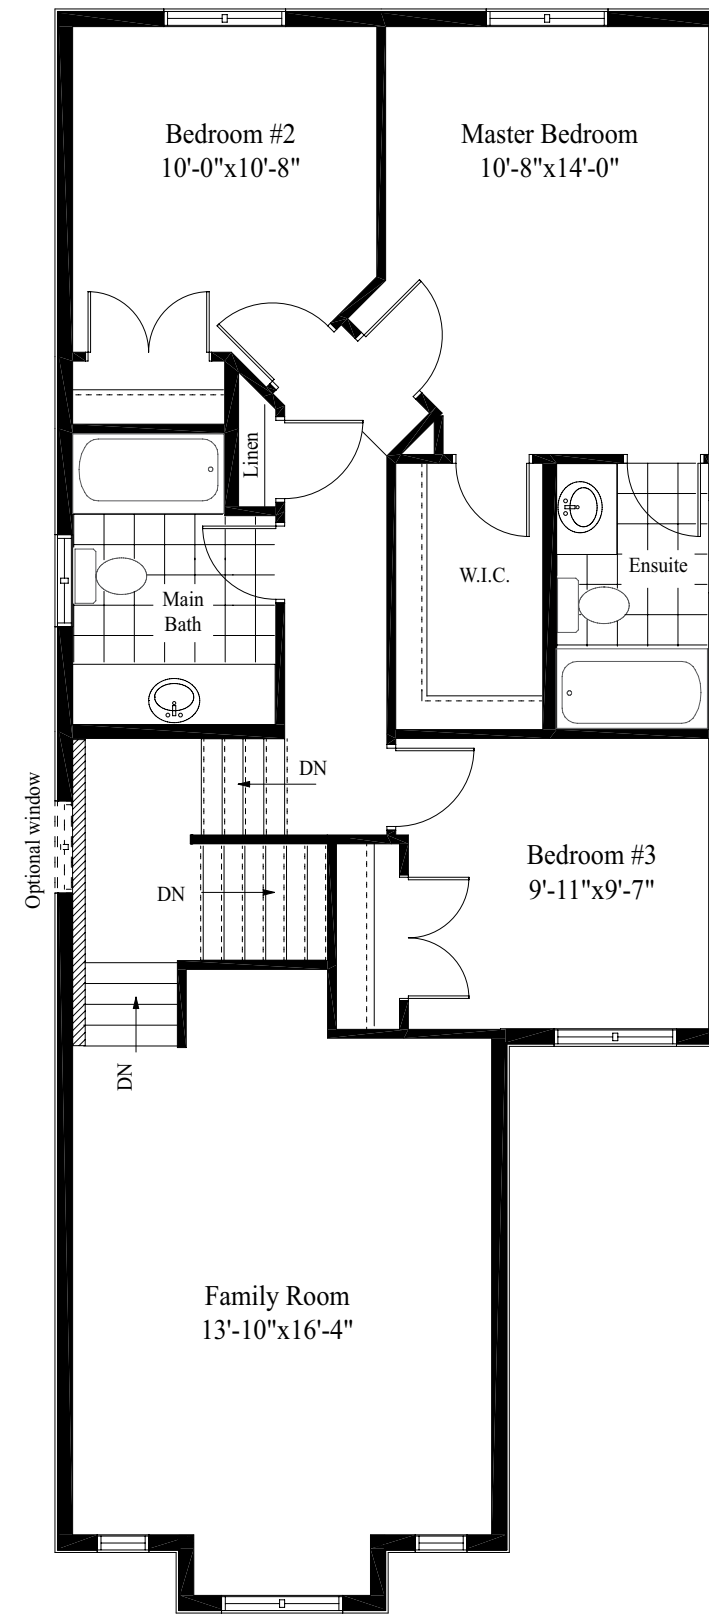 Bedroom #2
10'-0"x10'-8"
Master Bedroom
10'-8"x14'-0"
Linen
W.I.C.
Ensuite
Main
Bath
DN
Optional window
Bedroom #3
9'-11"x9'-7"
DN
DN
Family Room
13'-10"x16'-4"